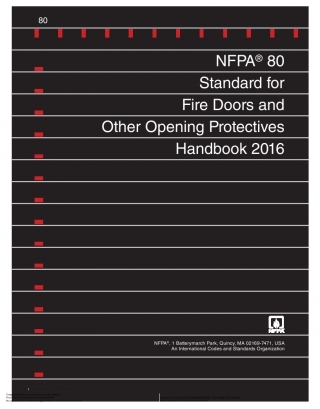 80
NFPA® 80
Standard for
Fire Doors and
Other Opening Protectives
Handbook 2016
NFPA
NFPA®, 1 Batterymarch Park, Quincy, MA 02169-7471, USA
An International Codes and Standards Organization